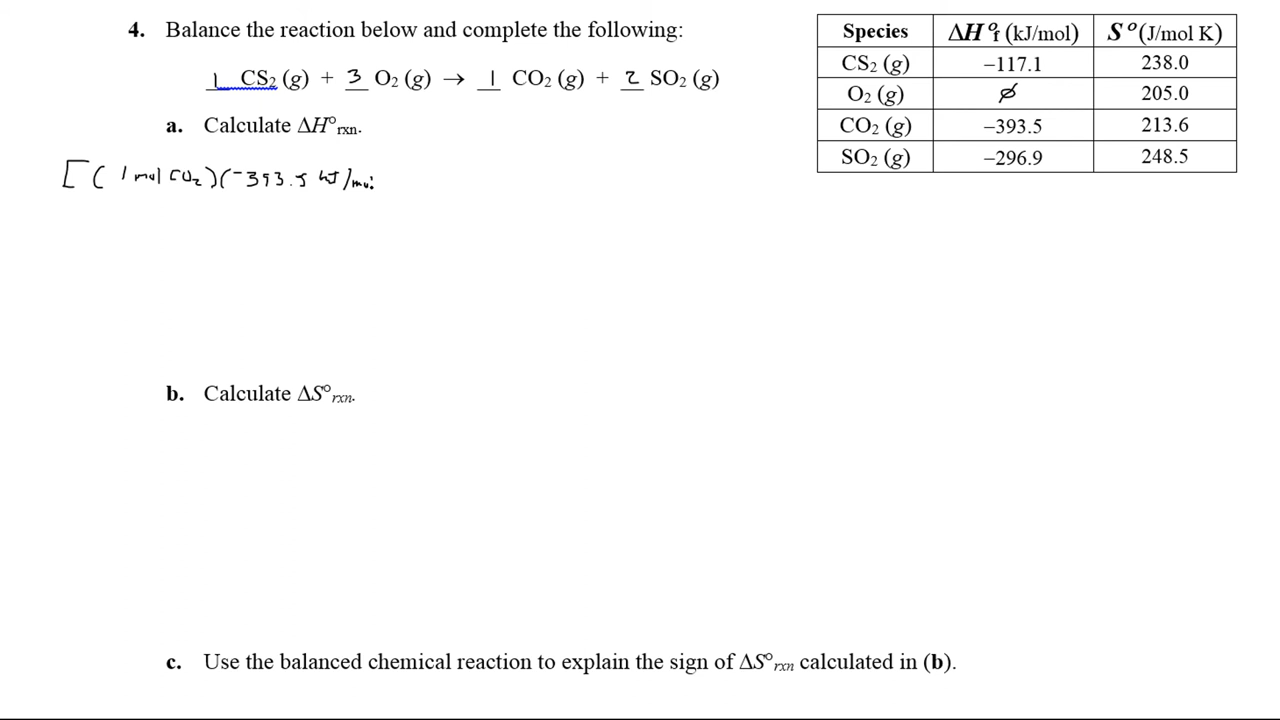 4. Balance the reaction below and complete the following:
1 CS₂ (g) + 3 O₂ (g) → 1 CO₂ (g) + 2 SO₂ (g)
a. Calculate ΔH°rxn.
[(1 mol CO₂)(-393.5 kJ/mol
b. Calculate ΔS°rxn.
c. Use the balanced chemical reaction to explain the sign of ΔS°rxn calculated in (b).
Species ΔH°f (kJ/mol) S°(J/mol K)
CS₂ (g) −117.1 238.0
O₂ (g) ∅ 205.0
CO₂ (g) −393.5 213.6
SO₂ (g) −296.9 248.5